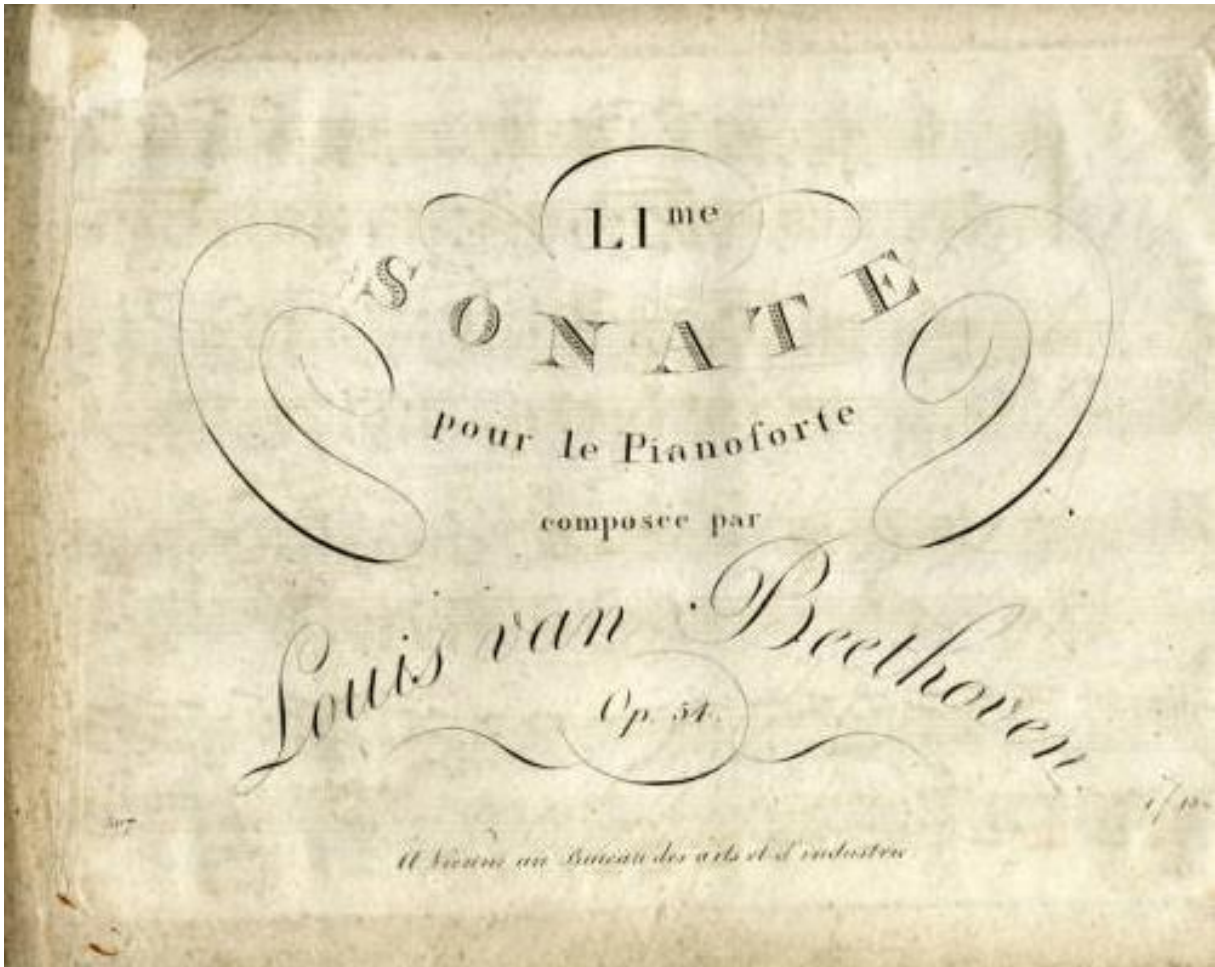 LI me
SONATE
pour le Pianoforte
composee par
Louis van Beethoven
Op. 54.
A Vienne au Bureau des arts et d'industrie
507